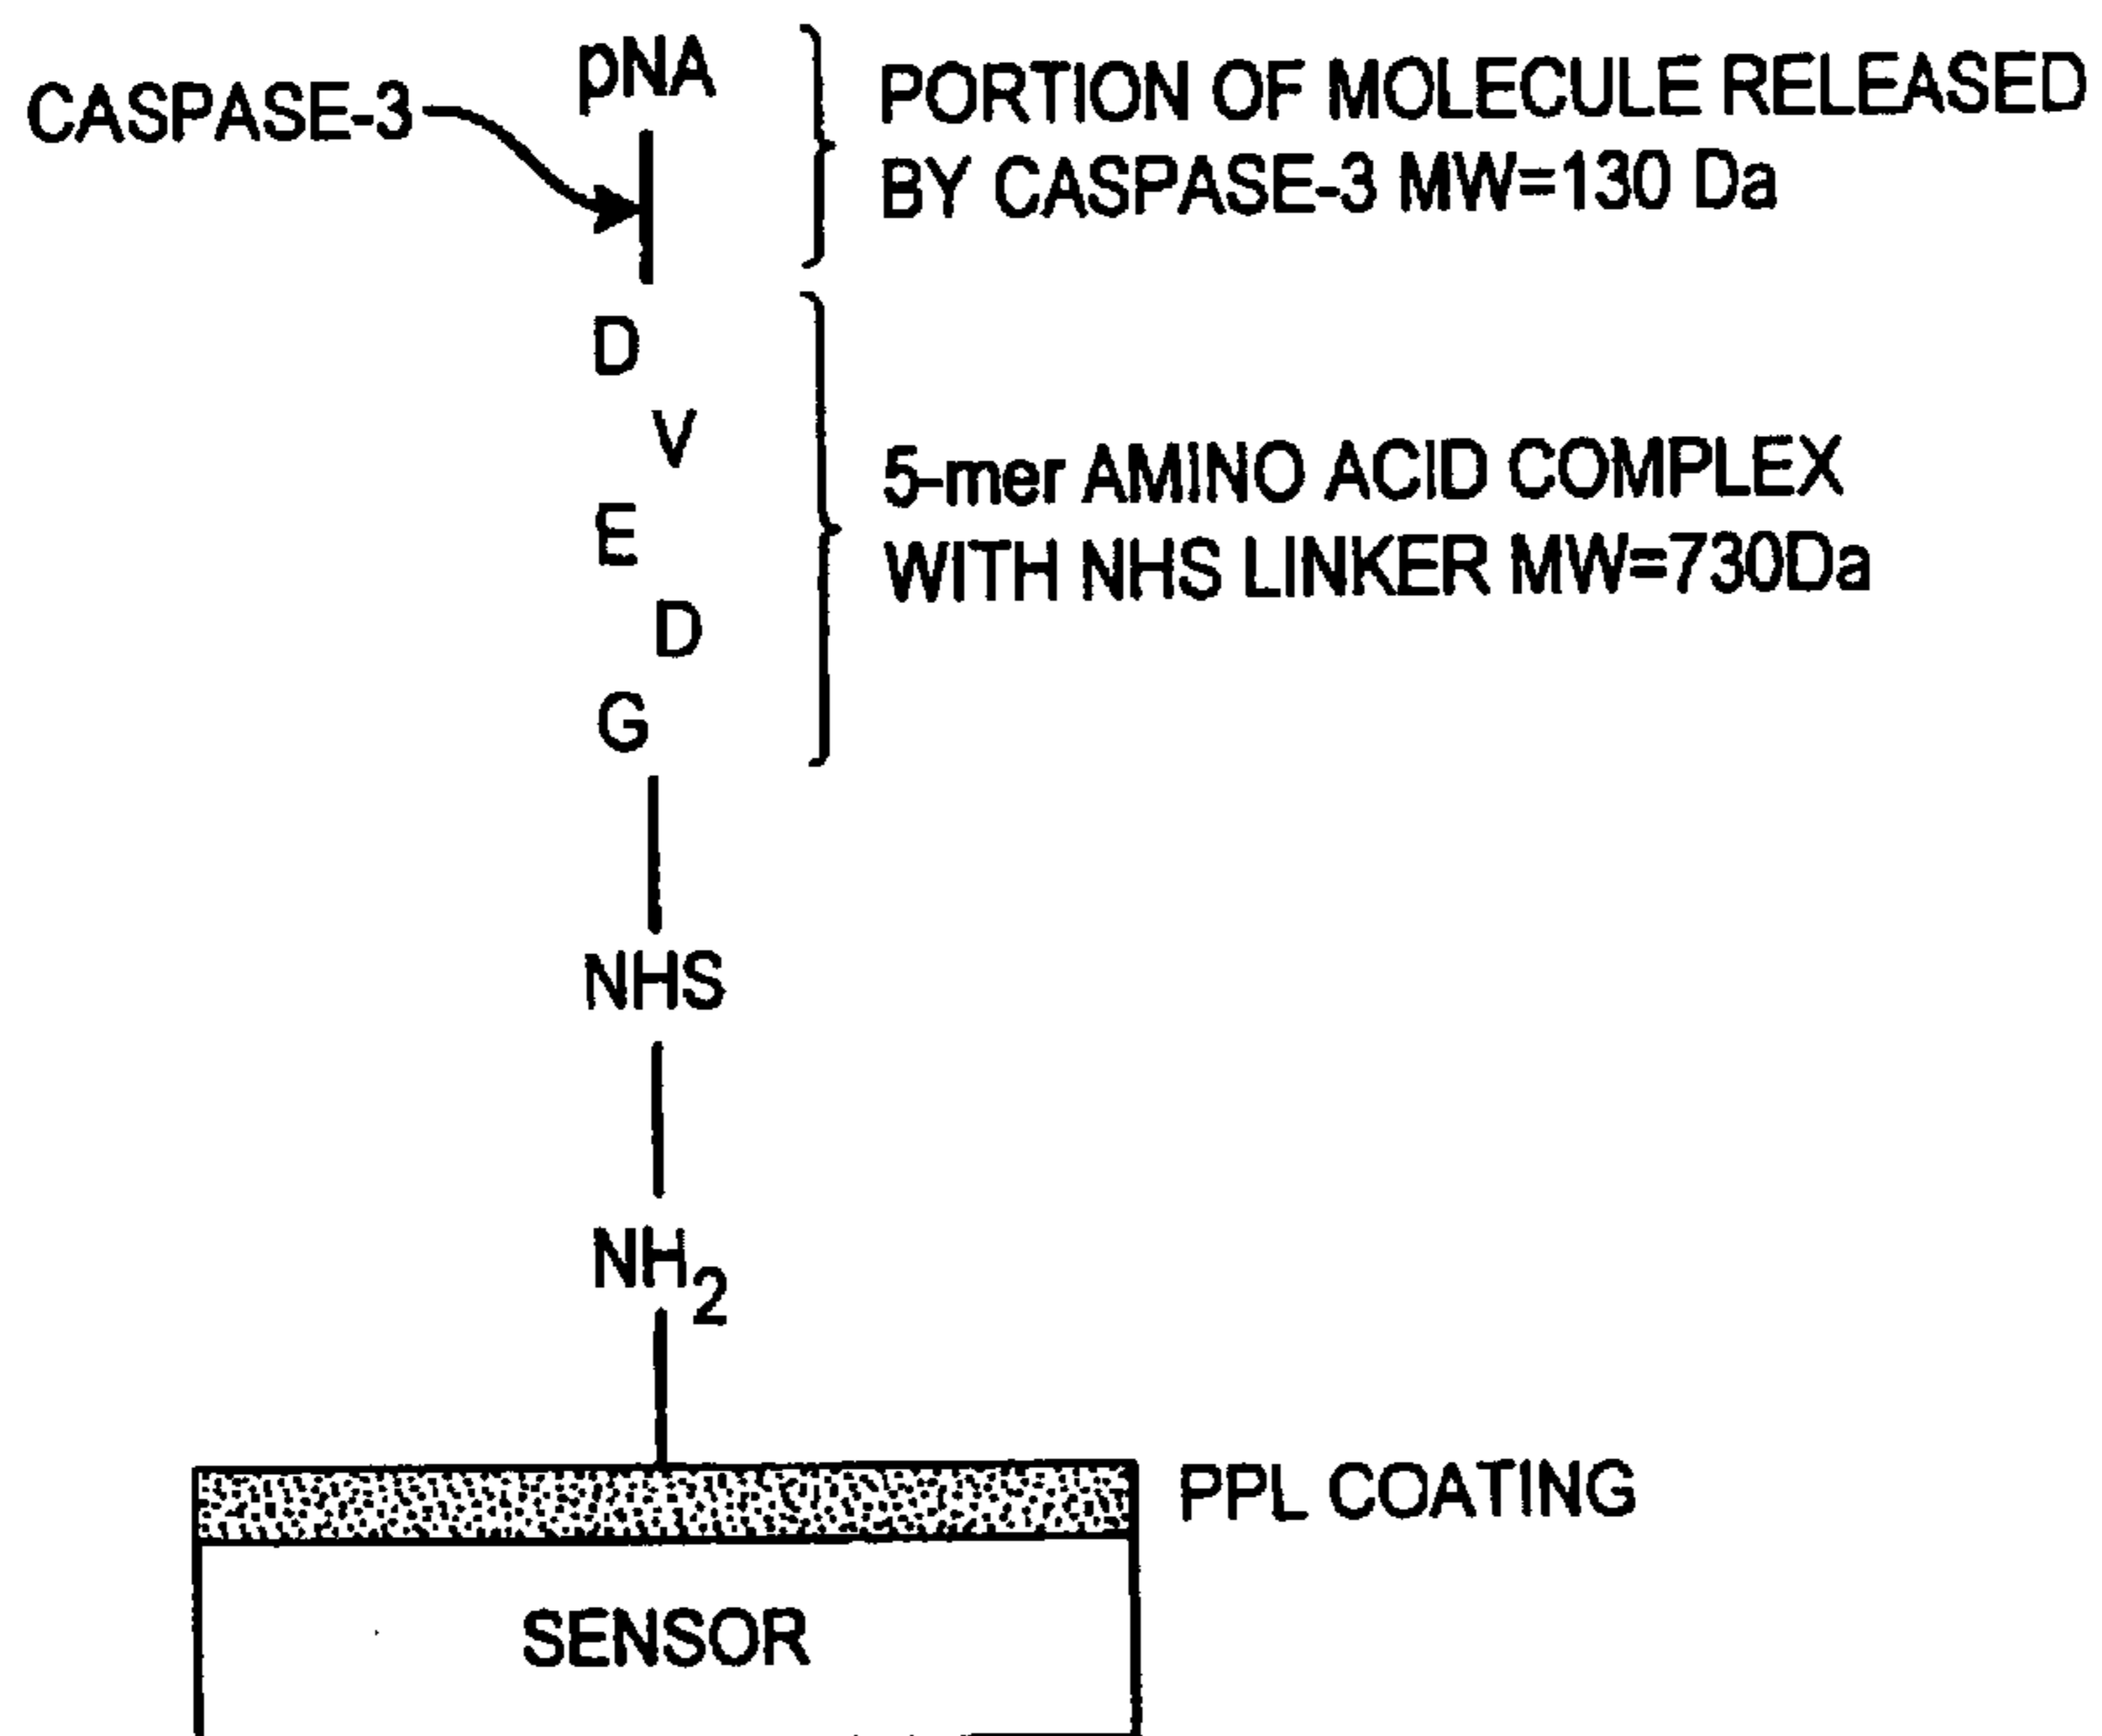 pNA
CASPASE-3
PORTION OF MOLECULE RELEASED
BY CASPASE-3 MW=130 Da
D
V
E
D
G
5-mer AMINO ACID COMPLEX
WITH NHS LINKER MW=730Da
NHS
NH2
PPL COATING
SENSOR